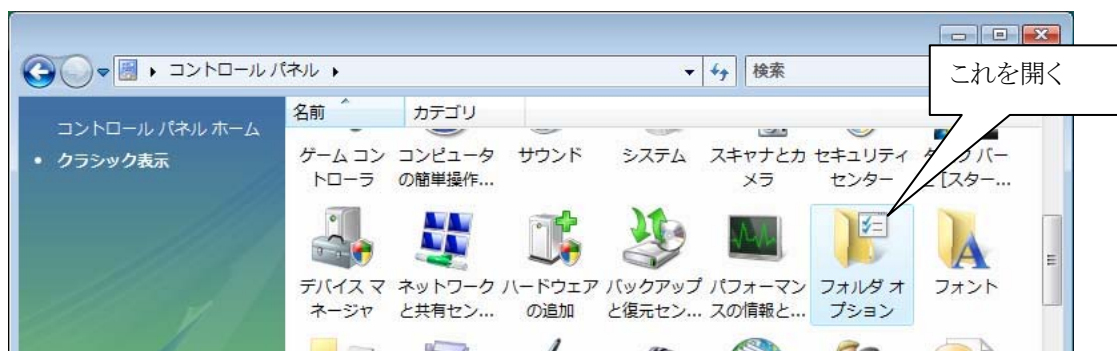 コントロール パネル
検索
これを開く
名前 カテゴリ
コントロール パネル ホーム
クラシック表示
ゲーム コン
トローラ
コンピュータ
の簡単操作...
サウンド
システム
スキャナとカ
メラ
セキュリティ
センター
[スター...
デバイス マ
ネージャ
ネットワーク
と共有セン...
ハードウェア
の追加
バックアップ
と復元セン...
パフォーマン
スの情報と...
フォルダ オ
プション
フォント